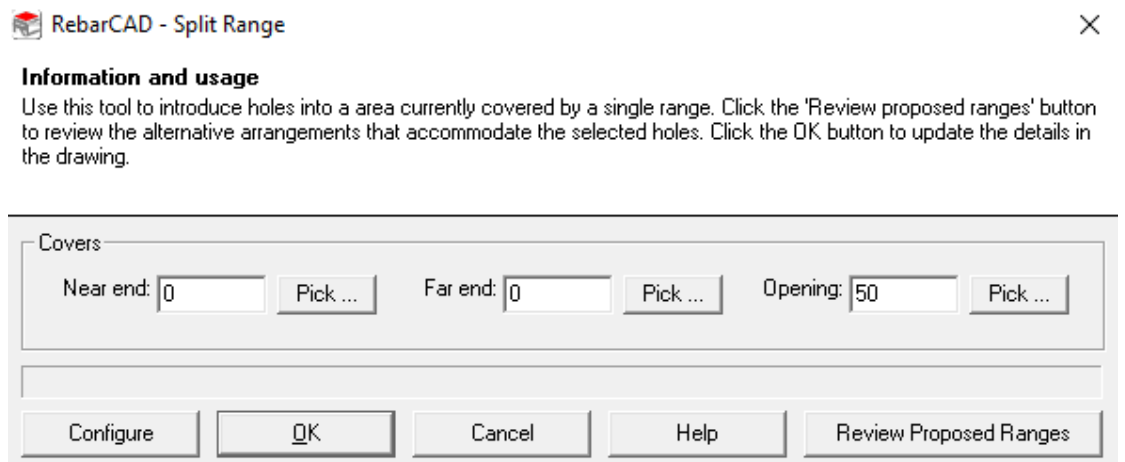 RebarCAD - Split Range
Information and usage
Use this tool to introduce holes into a area currently covered by a single range. Click the 'Review proposed ranges' button
to review the alternative arrangements that accommodate the selected holes. Click the OK button to update the details in
the drawing.
Covers
Near end: 0 Pick ... Far end: 0 Pick ... Opening: 50 Pick ...
Configure OK Cancel Help Review Proposed Ranges